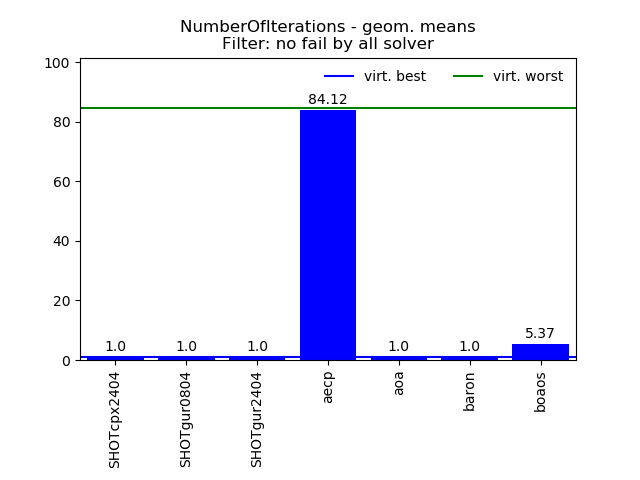 NumberOfIterations - geom. means
Filter: no fail by all solver
virt. best
virt. worst
100
80
60
40
20
0
1.0
1.0
1.0
84.12
1.0
1.0
5.37
SHOTcpx2404
SHOTgur0804
SHOTgur2404
aecp
aoa
baron
boaos